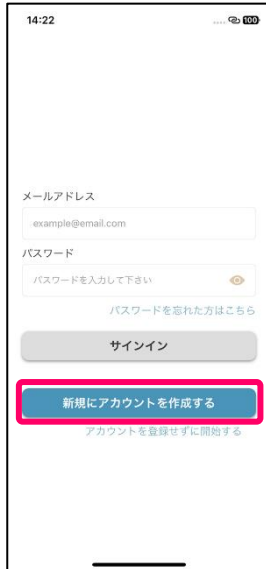 14:22
100
メールアドレス
example@email.com
パスワード
パスワードを入力して下さい
パスワードを忘れた方はこちら
サインイン
新規にアカウントを作成する
アカウントを登録せずに開始する